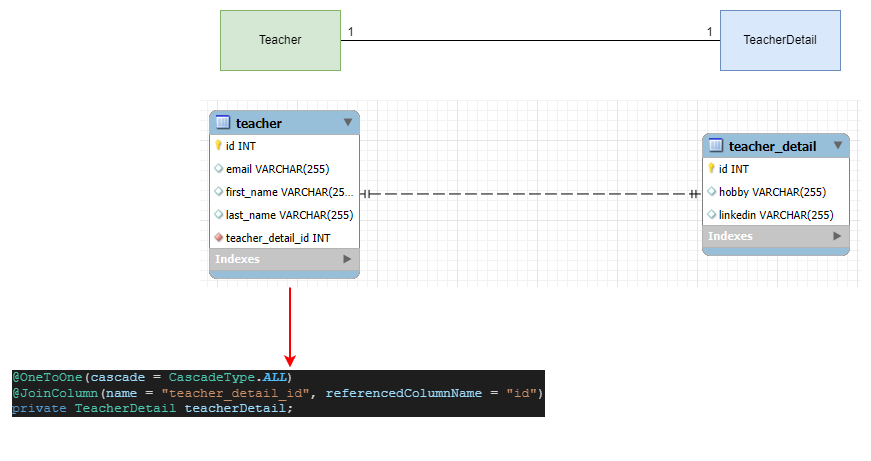 Teacher
1
1
TeacherDetail
teacher
id INT
email VARCHAR(255)
first_name VARCHAR(25...
last_name VARCHAR(255)
teacher_detail_id INT
Indexes
teacher_detail
id INT
hobby VARCHAR(255)
linkedin VARCHAR(255)
Indexes
@OneToOne(cascade = CascadeType.ALL)
@JoinColumn(name = "teacher_detail_id", referencedColumnName = "id")
private TeacherDetail teacherDetail;